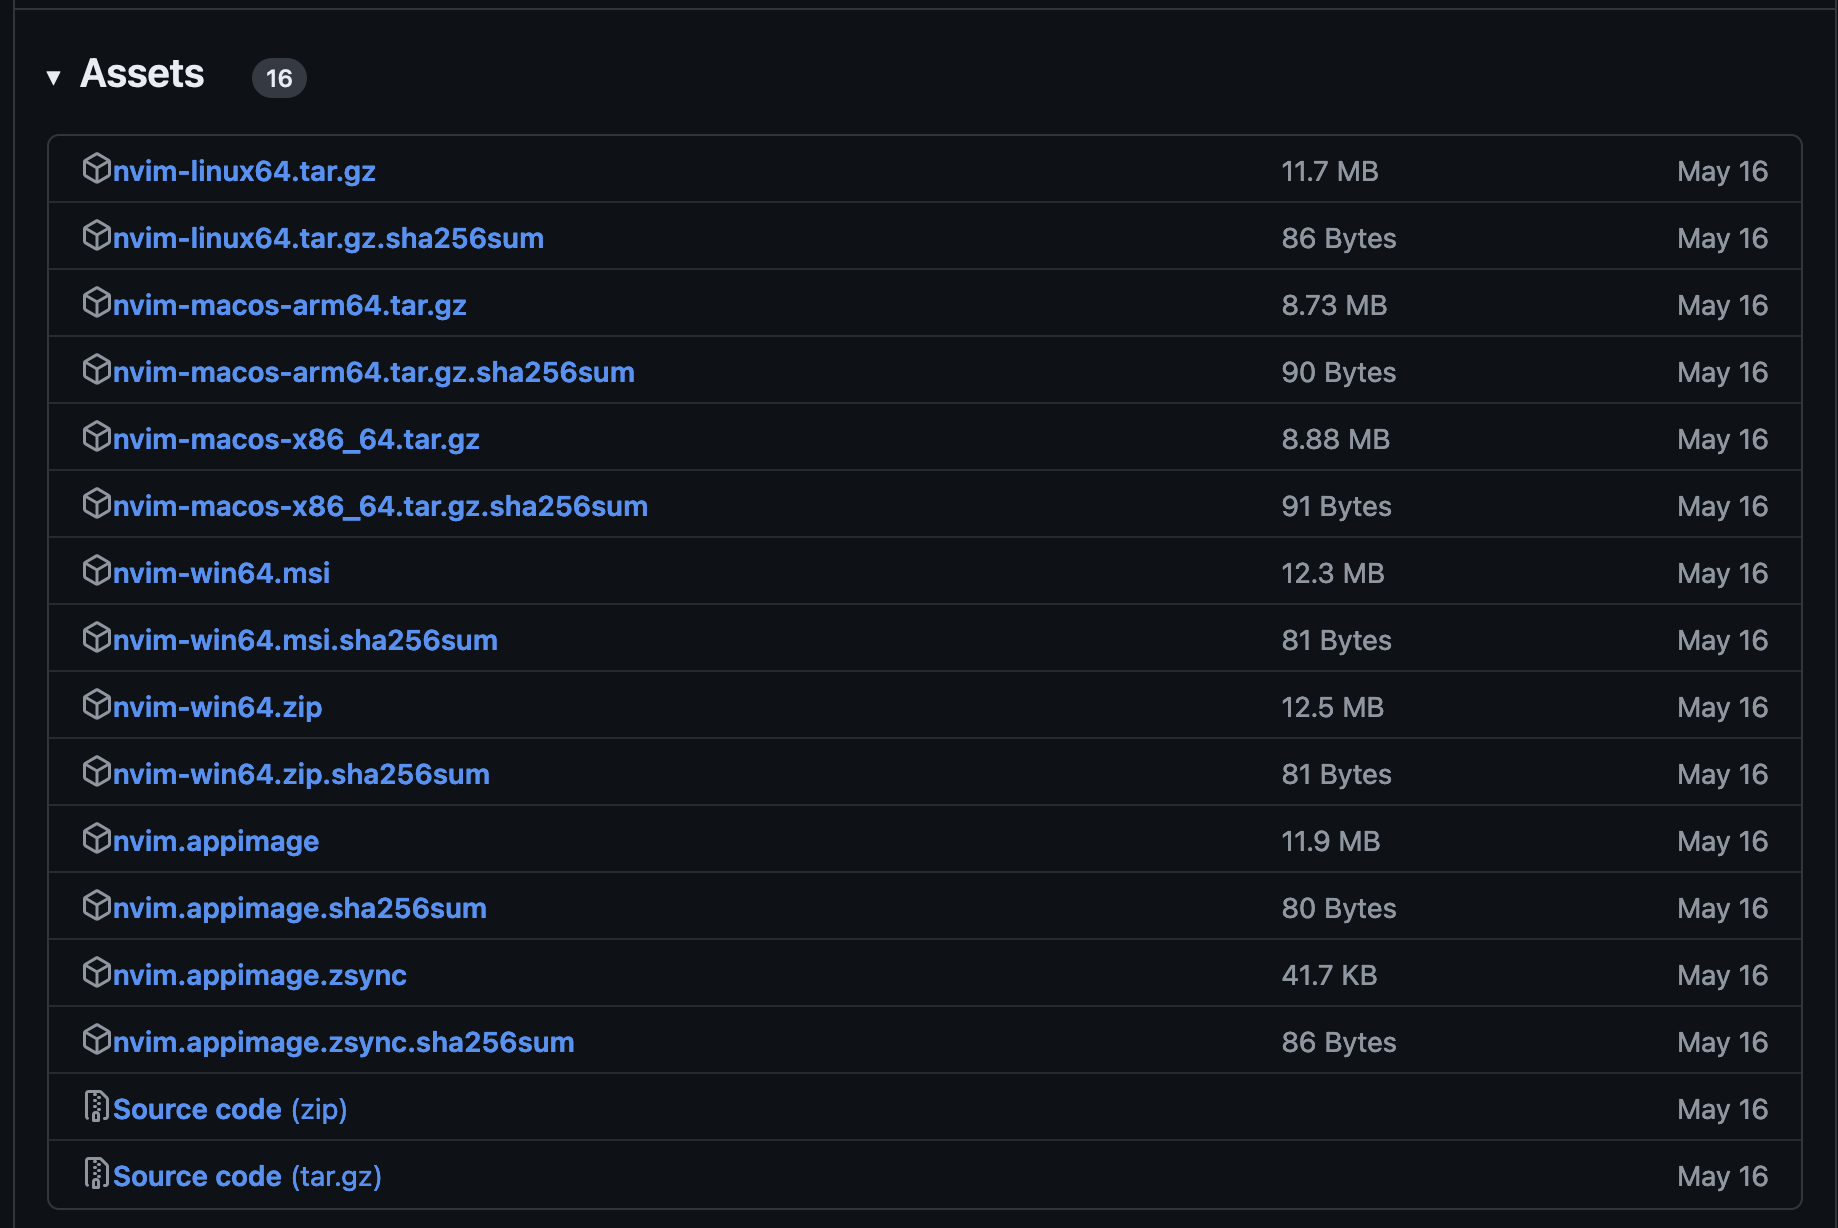 Assets 16
nvim-linux64.tar.gz 11.7 MB May 16
nvim-linux64.tar.gz.sha256sum 86 Bytes May 16
nvim-macos-arm64.tar.gz 8.73 MB May 16
nvim-macos-arm64.tar.gz.sha256sum 90 Bytes May 16
nvim-macos-x86_64.tar.gz 8.88 MB May 16
nvim-macos-x86_64.tar.gz.sha256sum 91 Bytes May 16
nvim-win64.msi 12.3 MB May 16
nvim-win64.msi.sha256sum 81 Bytes May 16
nvim-win64.zip 12.5 MB May 16
nvim-win64.zip.sha256sum 81 Bytes May 16
nvim.appimage 11.9 MB May 16
nvim.appimage.sha256sum 80 Bytes May 16
nvim.appimage.zsync 41.7 KB May 16
nvim.appimage.zsync.sha256sum 86 Bytes May 16
Source code (zip) May 16
Source code (tar.gz) May 16